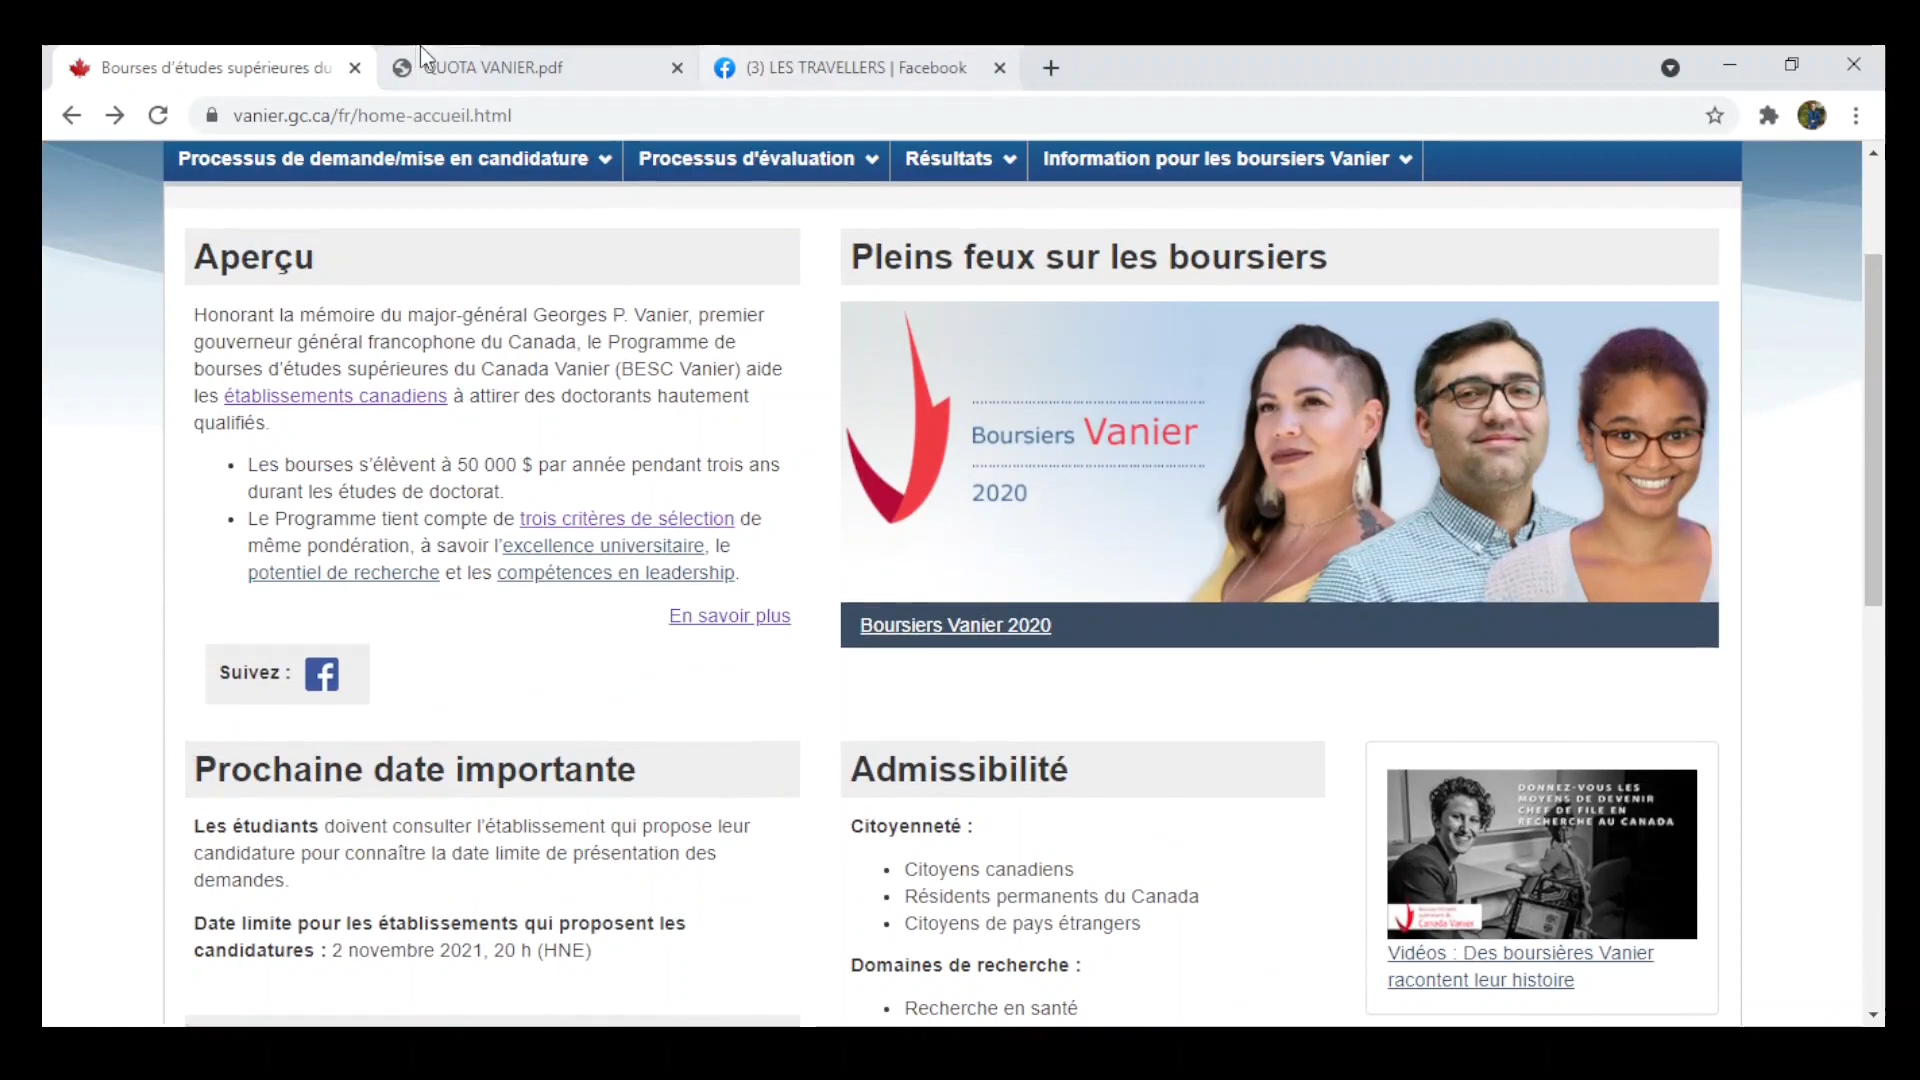 Bourses d'études supérieures du
QUOTA VANIER.pdf
(3) LES TRAVELLERS | Facebook
vanier.gc.ca/fr/home-accueil.html
Processus de demande/mise en candidature
Processus d'évaluation
Résultats
Information pour les boursiers Vanier
Aperçu
Honorant la mémoire du major-général Georges P. Vanier, premier
gouverneur général francophone du Canada, le Programme de
bourses d'études supérieures du Canada Vanier (BESC Vanier) aide
les établissements canadiens à attirer des doctorants hautement
qualifiés.
• Les bourses s'élèvent à 50 000 $ par année pendant trois ans
durant les études de doctorat.
• Le Programme tient compte de trois critères de sélection de
même pondération, à savoir l'excellence universitaire, le
potentiel de recherche et les compétences en leadership.
En savoir plus
Suivez :
Pleins feux sur les boursiers
Boursiers Vanier
2020
Boursiers Vanier 2020
Prochaine date importante
Les étudiants doivent consulter l'établissement qui propose leur
candidature pour connaître la date limite de présentation des
demandes.
Date limite pour les établissements qui proposent les
candidatures : 2 novembre 2021, 20 h (HNE)
Admissibilité
Citoyenneté :
• Citoyens canadiens
• Résidents permanents du Canada
• Citoyens de pays étrangers
Domaines de recherche :
• Recherche en santé
DONNEZ-VOUS LES
MOYENS DE DEVENIR
CHEF DE FILE EN
RECHERCHE AU CANADA
Canada Vanier
Vidéos : Des boursières Vanier
racontent leur histoire